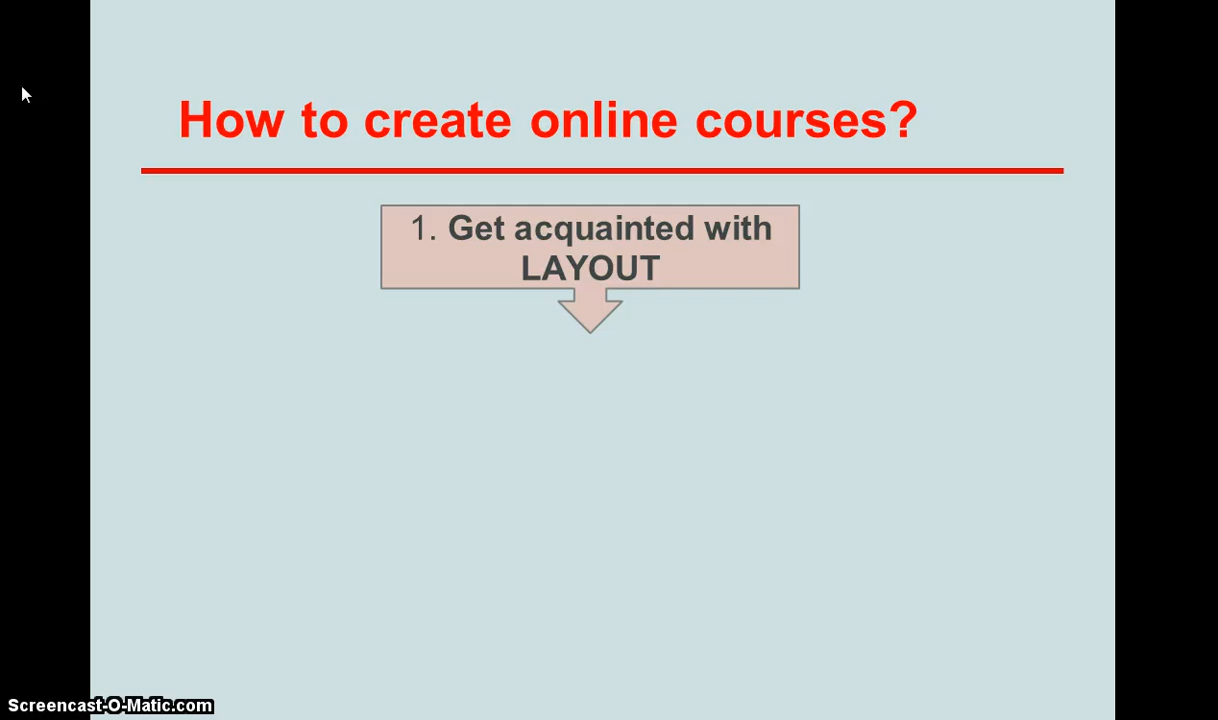 How to create online courses?
1. Get acquainted with
LAYOUT
Screencast-O-Matic.com